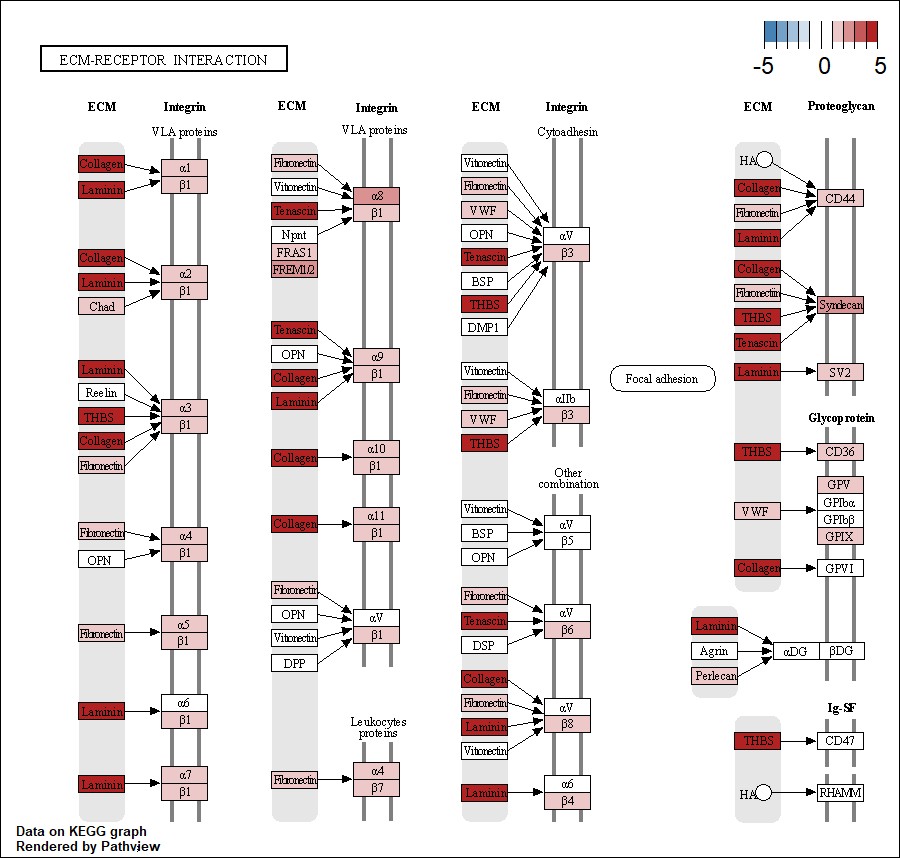 ECM-RECEPTOR INTERACTION
-5 0 5
ECM
Integrin
VLA proteins
Collagen
Laminin
α1
β1
Collagen
Laminin
Chad
α2
β1
Laminin
Reelin
THBS
Collagen
Fibronectin
α3
β1
Fibronectin
OPN
α4
β1
Fibronectin
α5
β1
Laminin
α6
β1
Laminin
α7
β1
ECM
Integrin
VLA proteins
Fibronectin
Vitronectin
Tenascin
Npnt
FRAS1
FREM1/2
α8
β1
Tenascin
OPN
Collagen
Laminin
α9
β1
Collagen
α10
β1
Collagen
α11
β1
Fibronectin
OPN
Vitronectin
DPP
αV
β1
Leukocytes
proteins
Fibronectin
α4
β7
ECM
Integrin
Cytoadhesin
Vitronectin
Fibronectin
VWF
OPN
Tenascin
BSP
THBS
DMP1
αV
β3
Vitronectin
Fibronectin
VWF
THBS
αIIb
β3
Other
combination
Vitronectin
BSP
OPN
αV
β5
Fibronectin
Tenascin
DSP
αV
β6
Collagen
Fibronectin
Laminin
Vitronectin
αV
β8
Laminin
α6
β4
Focal adhesion
ECM
Proteoglycan
HA
Collagen
Fibronectin
Laminin
CD44
Collagen
Fibronectin
THBS
Tenascin
Syndecan
Laminin
SV2
Glycoprotein
THBS
CD36
VWF
GPV
GPIbα
GPIbβ
GPIX
Collagen
GPVI
Laminin
Agrin
Perlecan
αDG
βDG
Ig-SF
THBS
CD47
HA
RHAMM
Data on KEGG graph
Rendered by Pathview